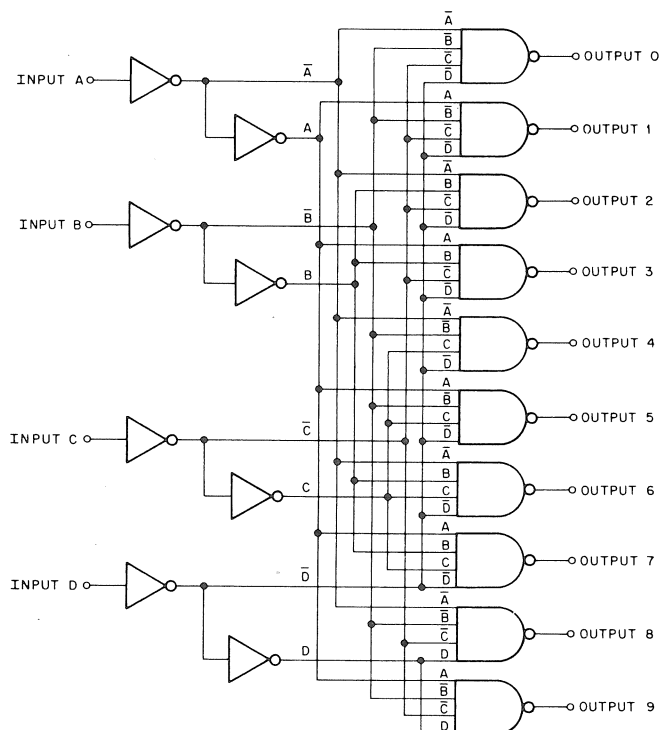 A̅
B̅
C̅
D̅
OUTPUT 0
INPUT A
A̅
A
A
B̅
C̅
D̅
OUTPUT 1
A̅
B
C̅
D̅
OUTPUT 2
INPUT B
B̅
B
A
B
C̅
D̅
OUTPUT 3
A̅
B̅
C
D̅
OUTPUT 4
A
B̅
C
D̅
OUTPUT 5
INPUT C
C̅
C
A̅
B
C
D̅
OUTPUT 6
A
B
C
D̅
OUTPUT 7
INPUT D
D̅
D
A̅
B̅
C̅
D
OUTPUT 8
A
B̅
C̅
D
OUTPUT 9